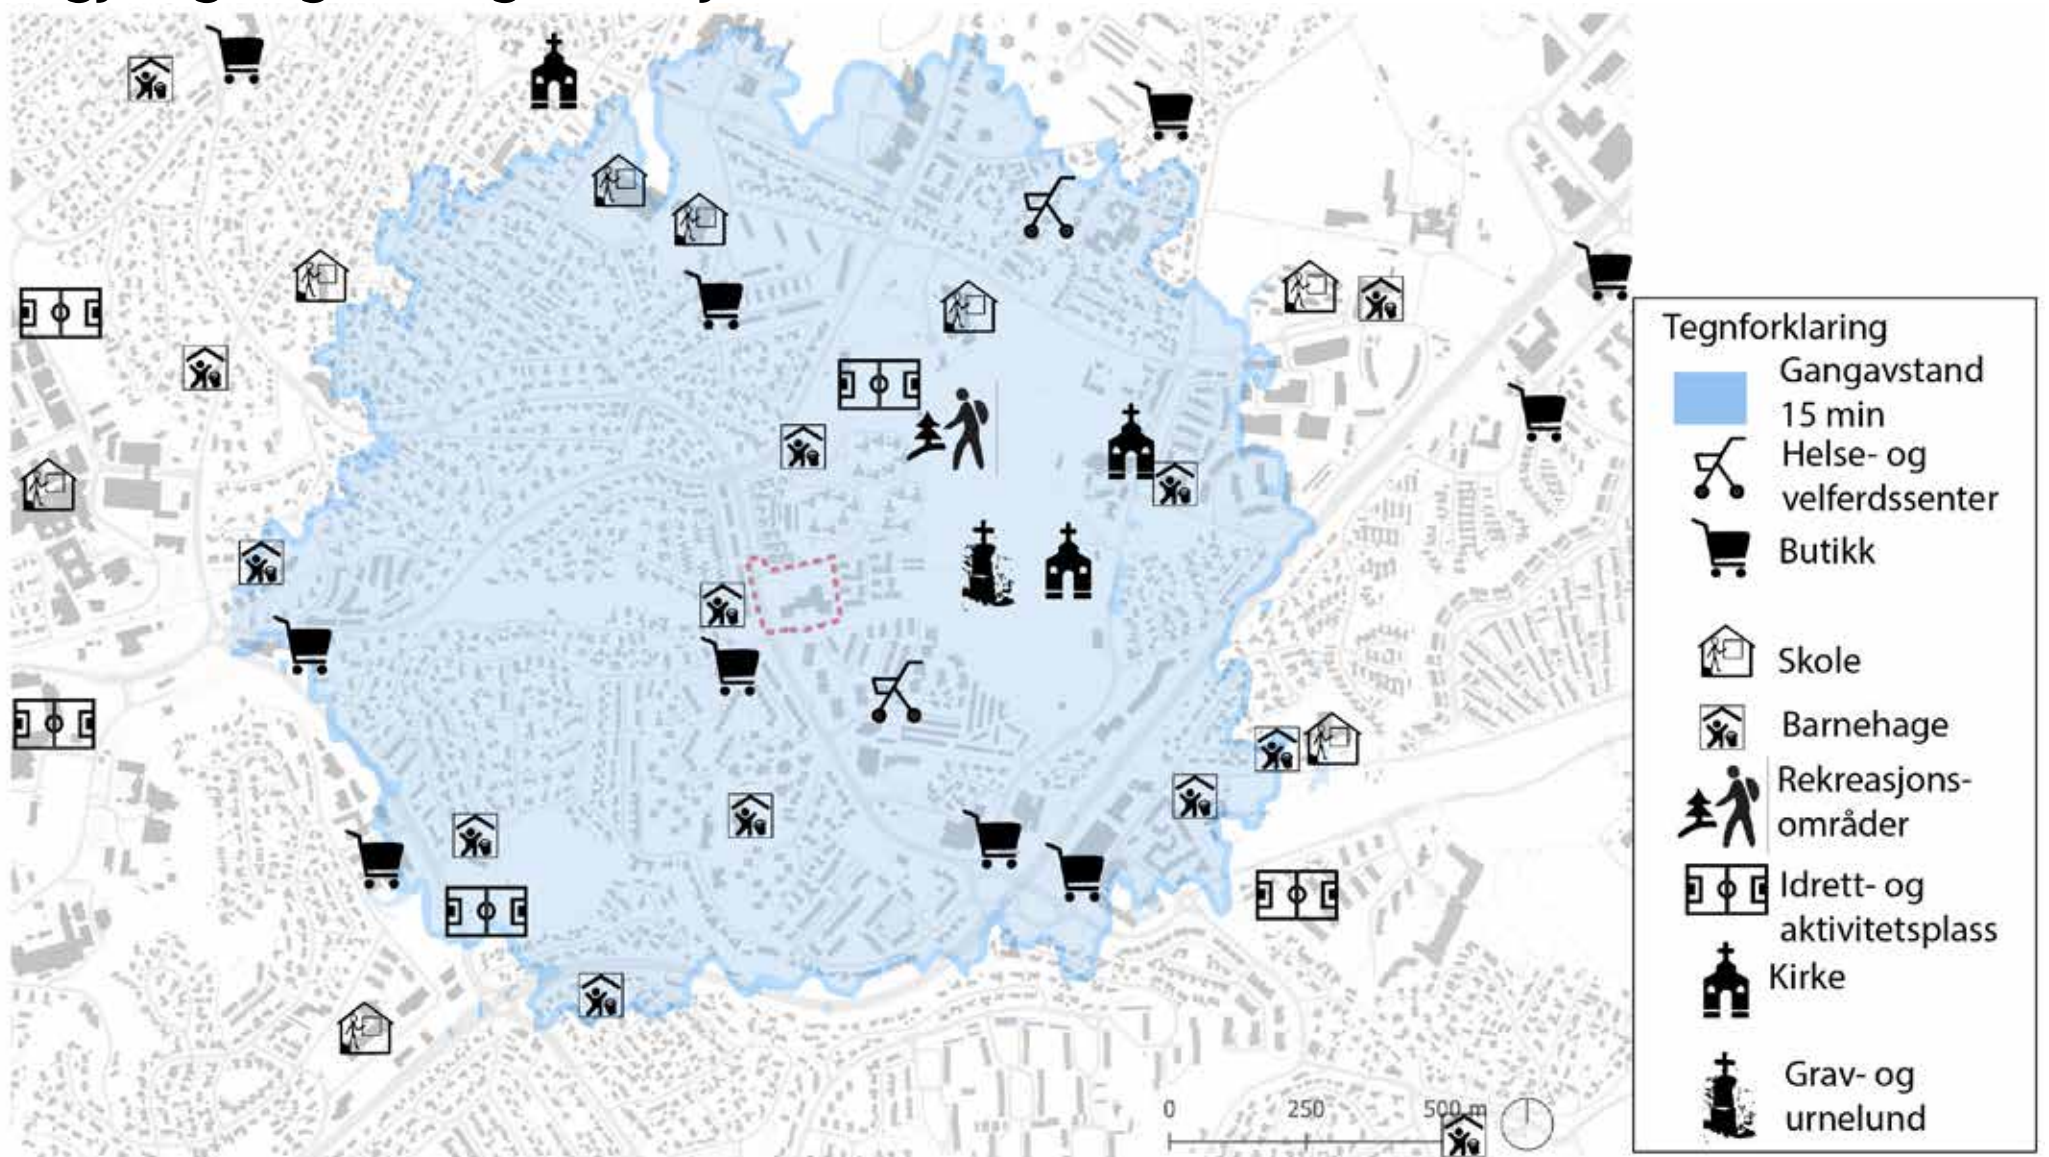 Tegnforklaring
Gangavstand
15 min
Helse- og
velferdssenter
Butikk
Skole
Barnehage
Rekreasjons-
områder
Idrett- og
aktivitetsplass
Kirke
Grav- og
urnelund
0 250 500 m